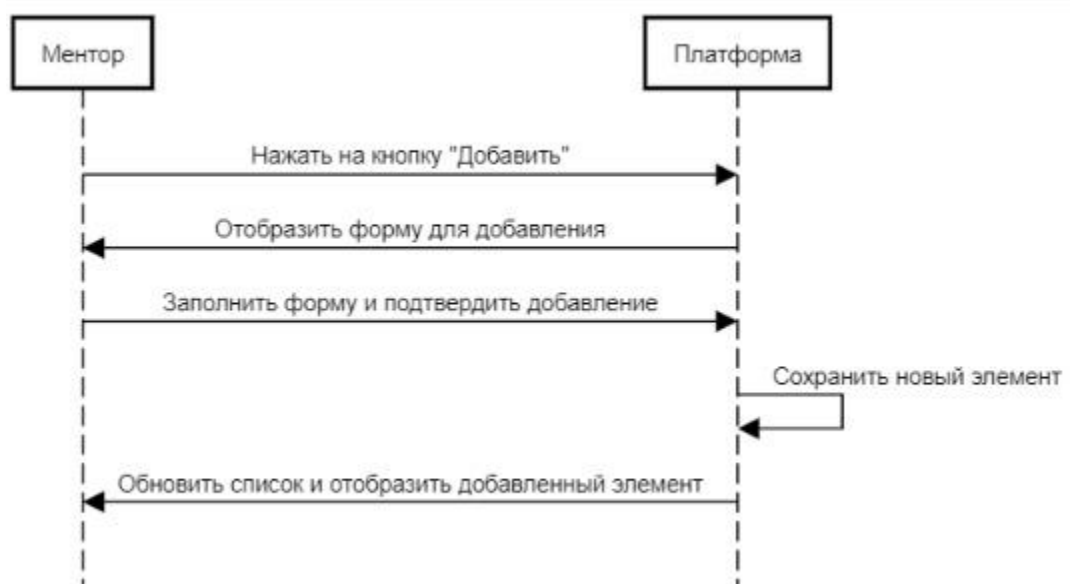 Ментор
Платформа
Нажать на кнопку "Добавить"
Отобразить форму для добавления
Заполнить форму и подтвердить добавление
Сохранить новый элемент
Обновить список и отобразить добавленный элемент